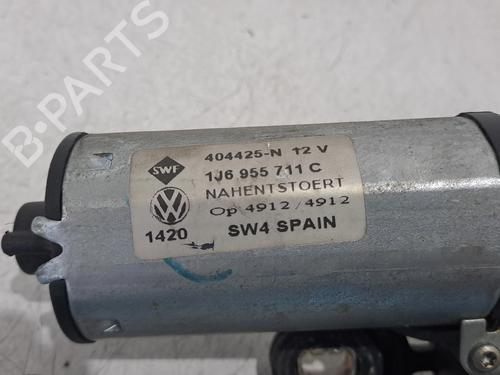 B-PARTS
SWF
404425-N 12 V
1J6 955 711 C
NAHENTSTOERT
Op 4912/4912
1420
SW4 SPAIN